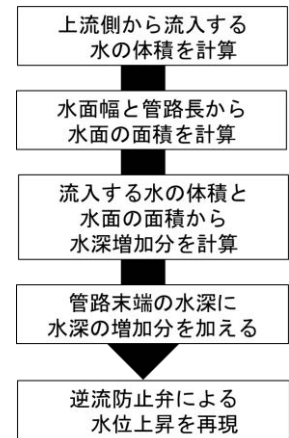 上流側から流入する
水の体積を計算
水面幅と管路長から
水面の面積を計算
流入する水の体積と
水面の面積から
水深増加分を計算
管路末端の水深に
水深の増加分を加える
逆流防止弁による
水位上昇を再現